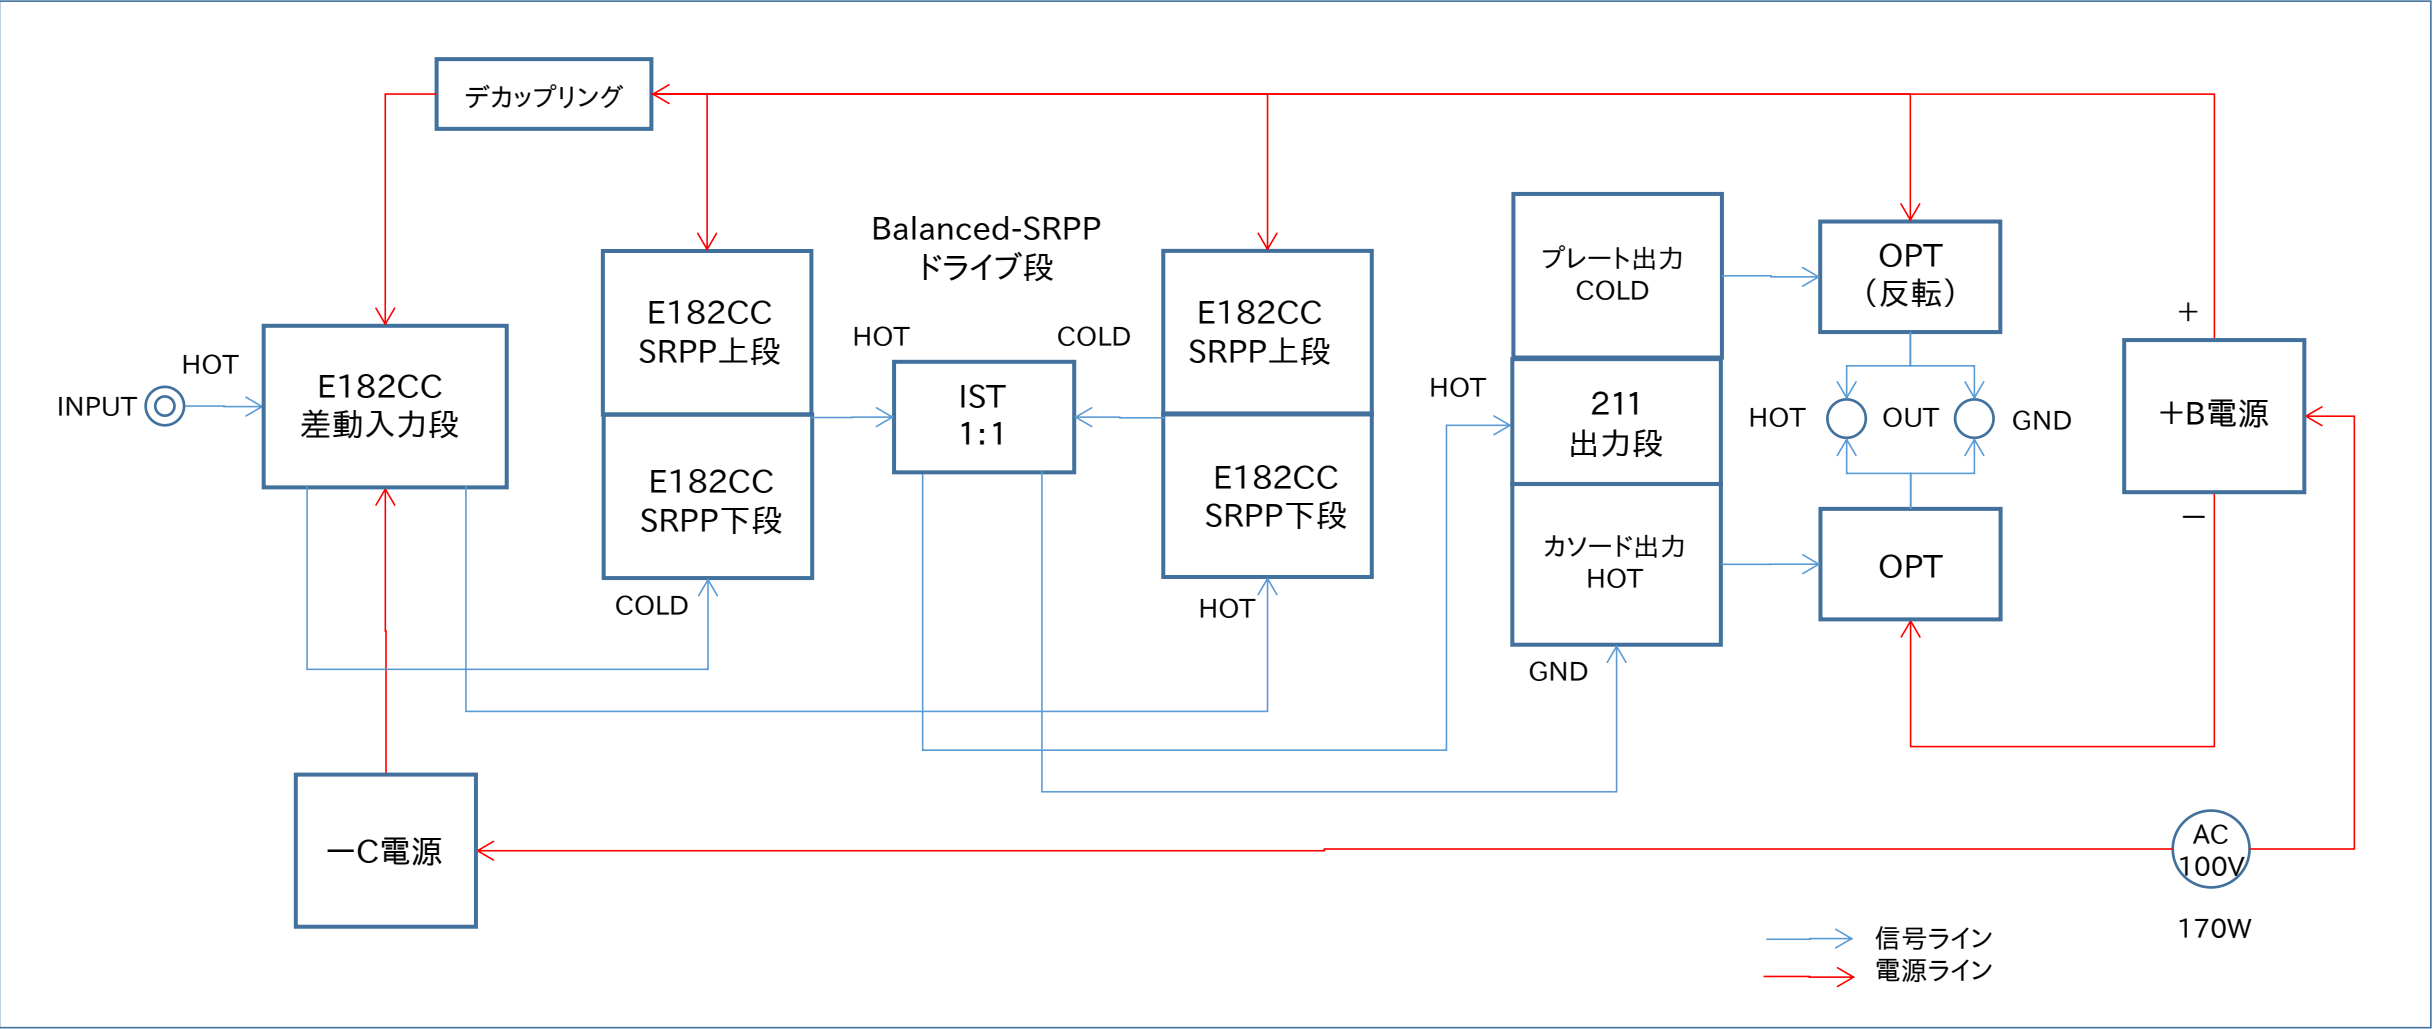 デカップリング
Balanced-SRPP
ドライブ段
INPUT
HOT
E182CC
差動入力段
E182CC
SRPP上段
E182CC
SRPP下段
COLD
HOT
IST
1:1
COLD
E182CC
SRPP上段
E182CC
SRPP下段
HOT
HOT
プレート出力
COLD
211
出力段
カソード出力
HOT
GND
OPT
（反転）
HOT
OUT
GND
OPT
＋
＋B電源
－
－C電源
AC
100V
170W
信号ライン
電源ライン